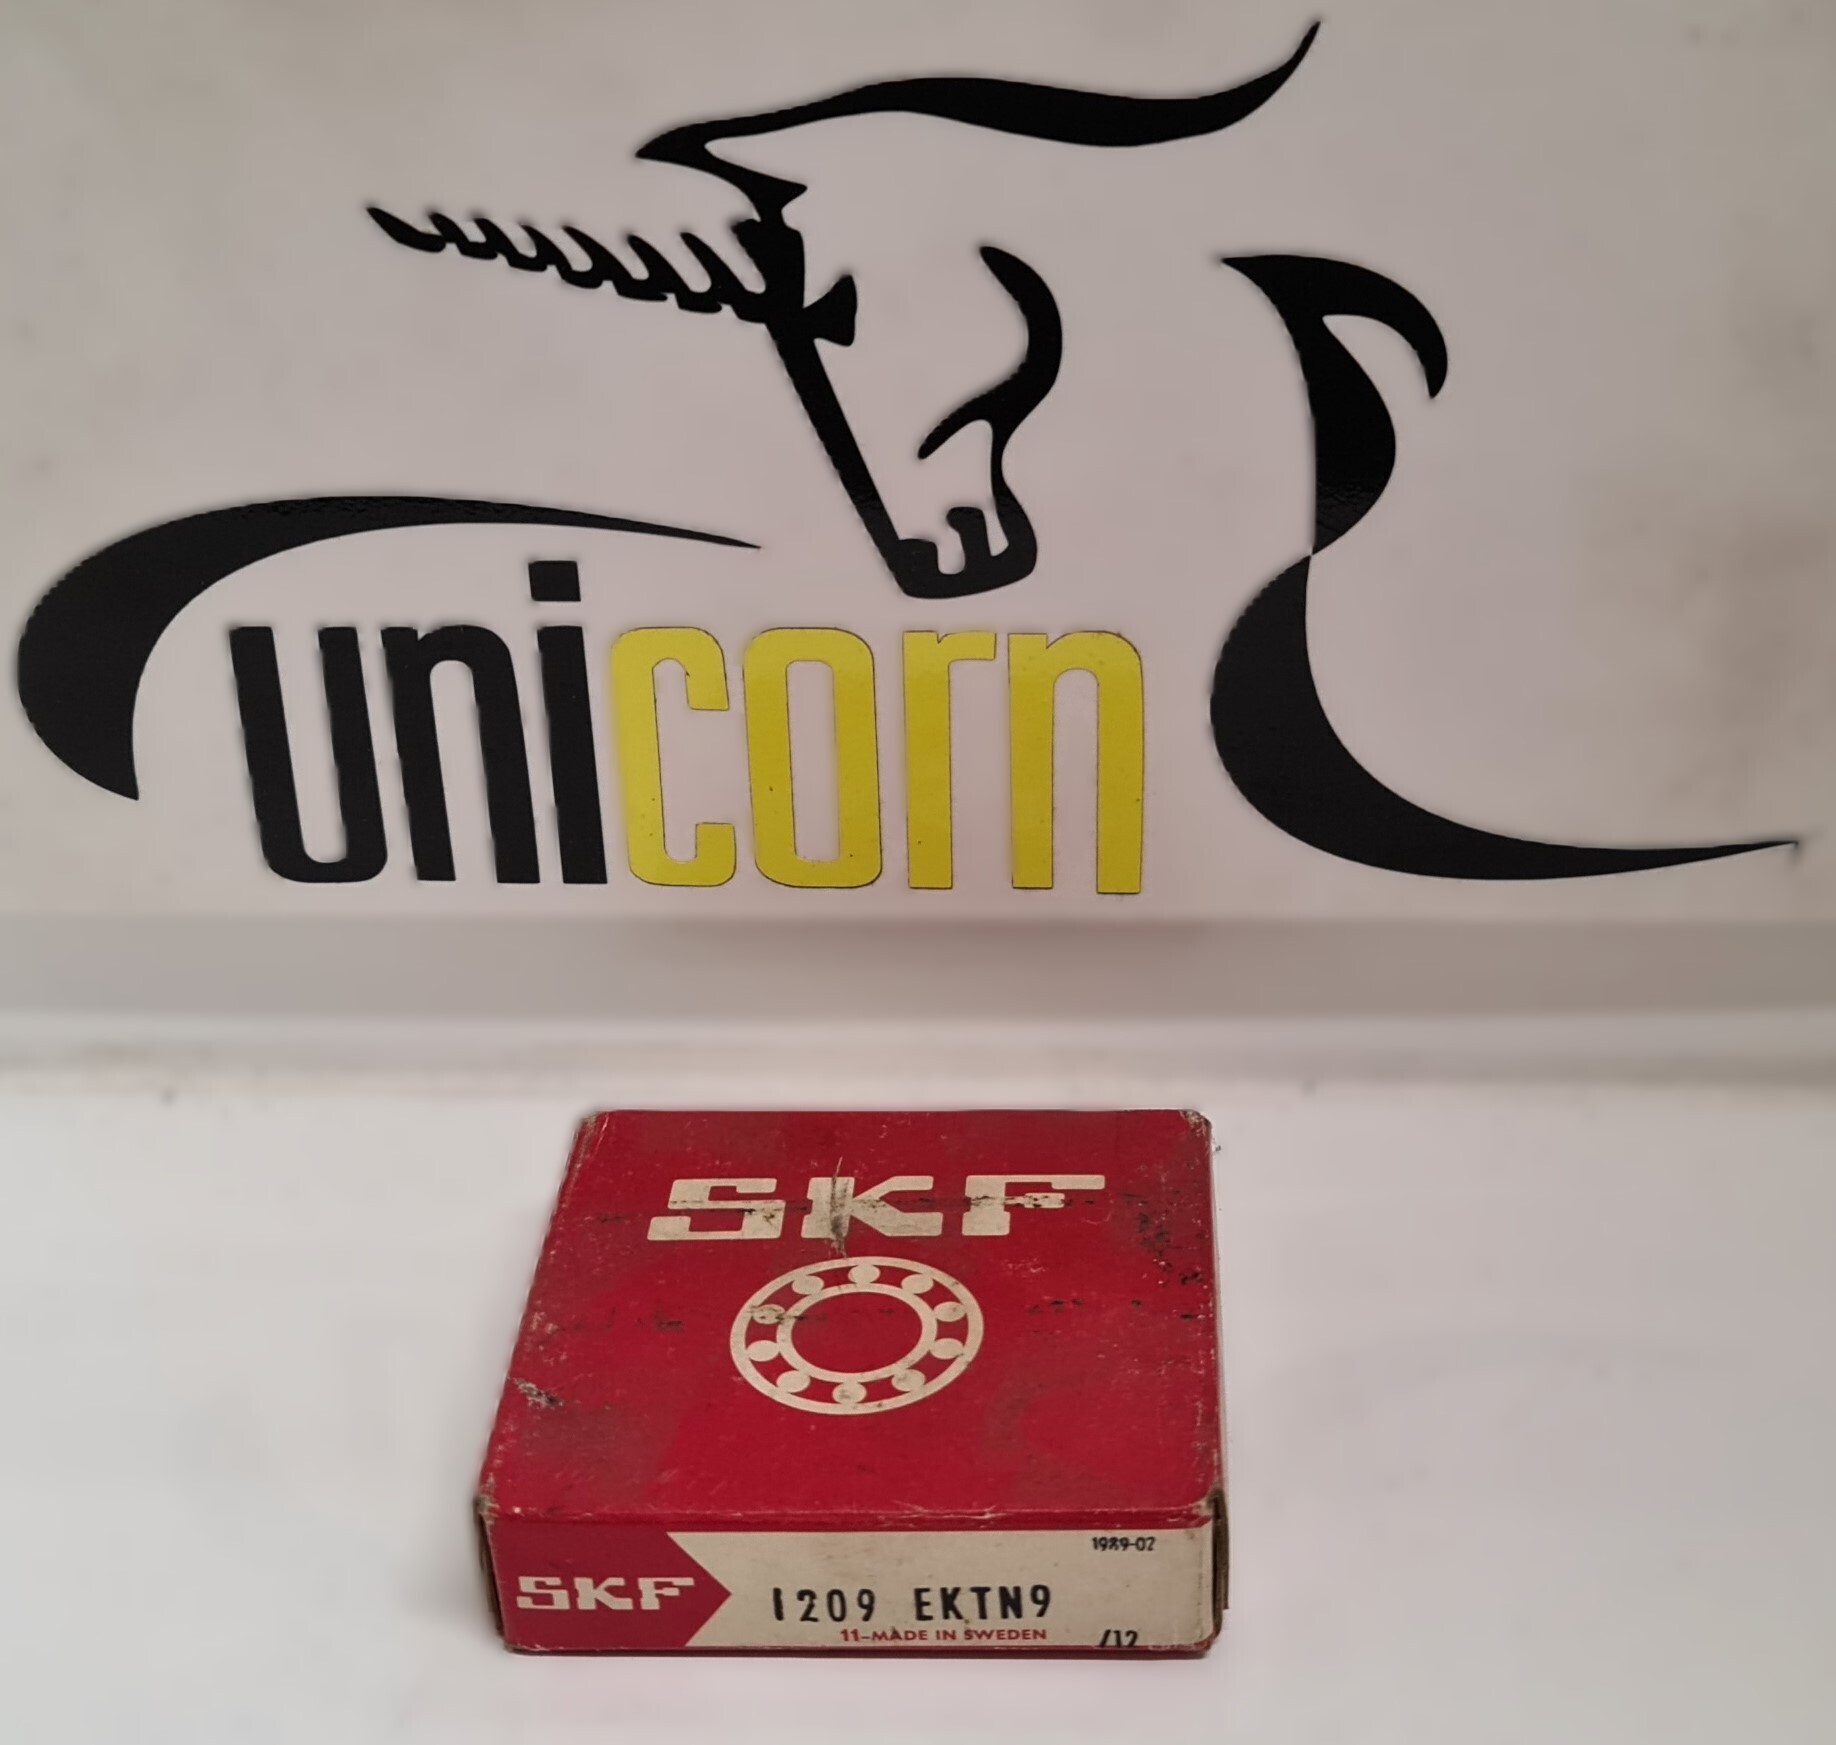 unicorn
SKF
1989-02
SKF
1209 EKTN9
11-MADE IN SWEDEN
/12